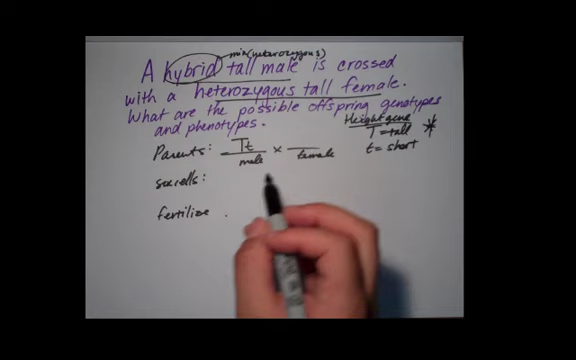 mix (heterozygous)
A hybrid tall male is crossed
with a heterozygous tall female.
What are the possible offspring genotypes
and phenotypes.
Height gene
T = tall
t = short
Parents: Tt × __
male female
sex cells:
fertilize .